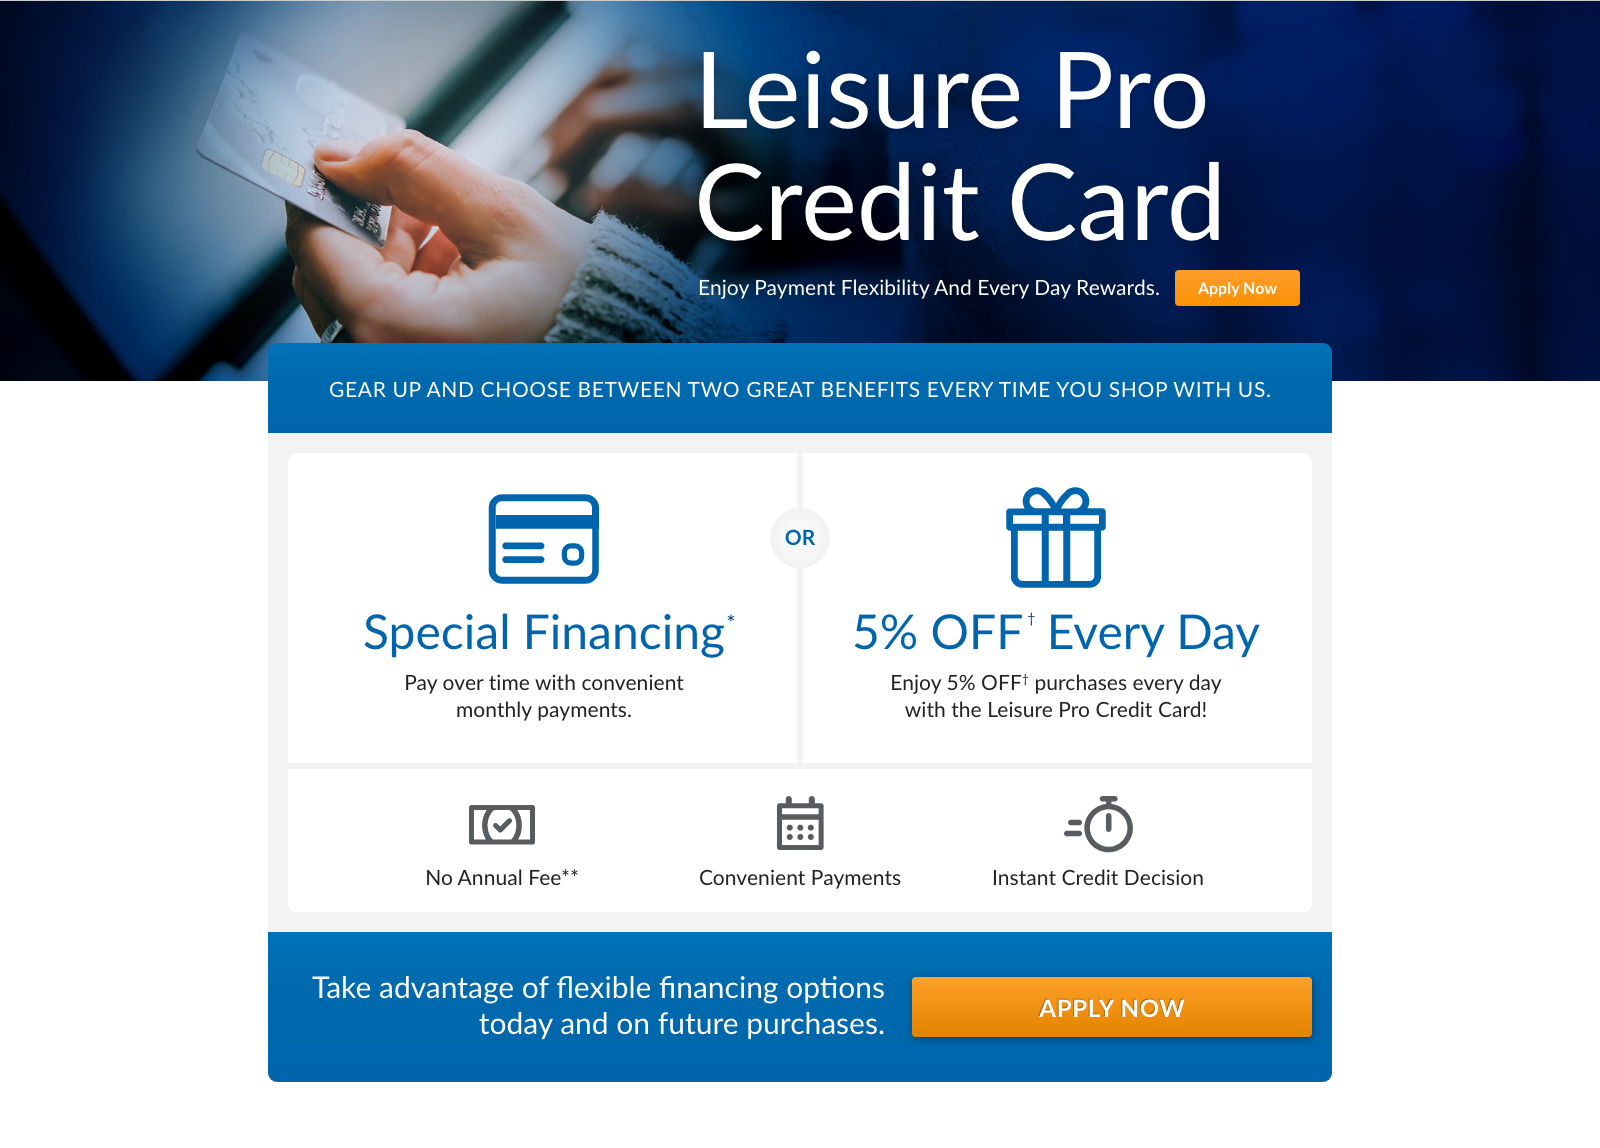 Leisure Pro
Credit Card
Enjoy Payment Flexibility And Every Day Rewards.
Apply Now
GEAR UP AND CHOOSE BETWEEN TWO GREAT BENEFITS EVERY TIME YOU SHOP WITH US.
Special Financing*
Pay over time with convenient
monthly payments.
OR
5% OFF† Every Day
Enjoy 5% OFF† purchases every day
with the Leisure Pro Credit Card!
No Annual Fee**
Convenient Payments
Instant Credit Decision
Take advantage of flexible financing options
today and on future purchases.
APPLY NOW